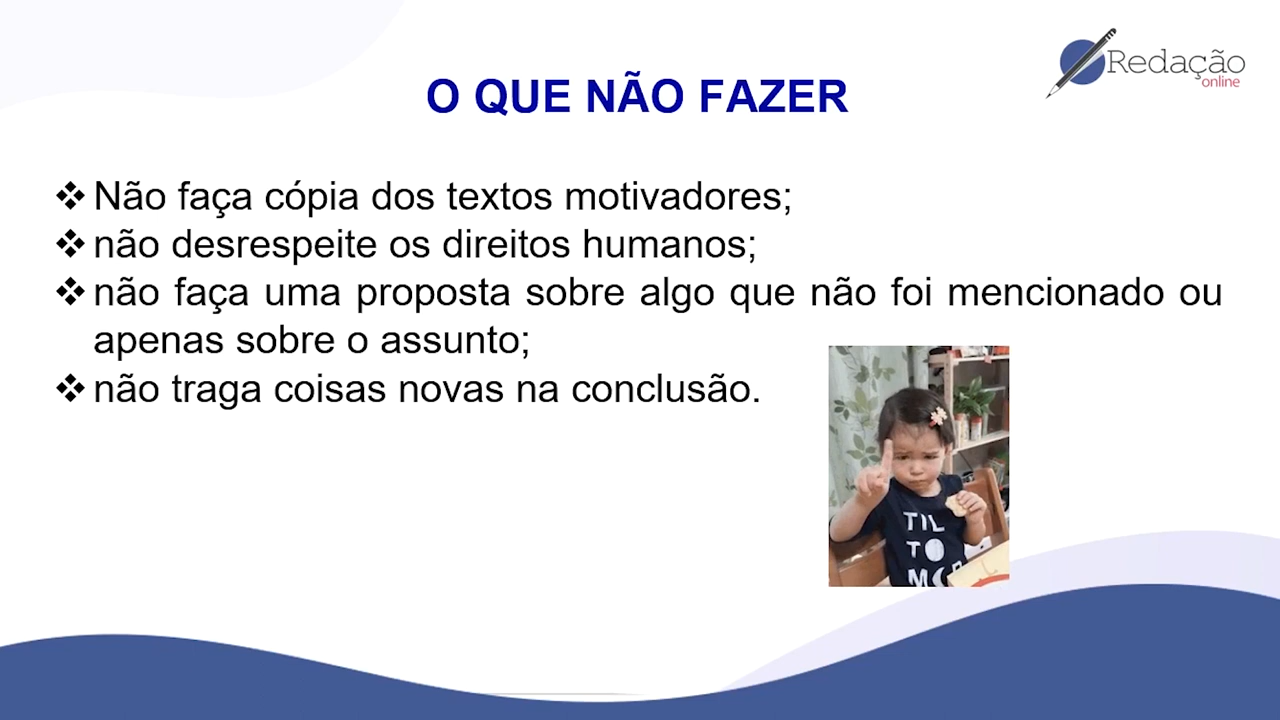 Redação
online
O QUE NÃO FAZER
❖ Não faça cópia dos textos motivadores;
❖ não desrespeite os direitos humanos;
❖ não faça uma proposta sobre algo que não foi mencionado ou
apenas sobre o assunto;
❖ não traga coisas novas na conclusão.
TIL
TO